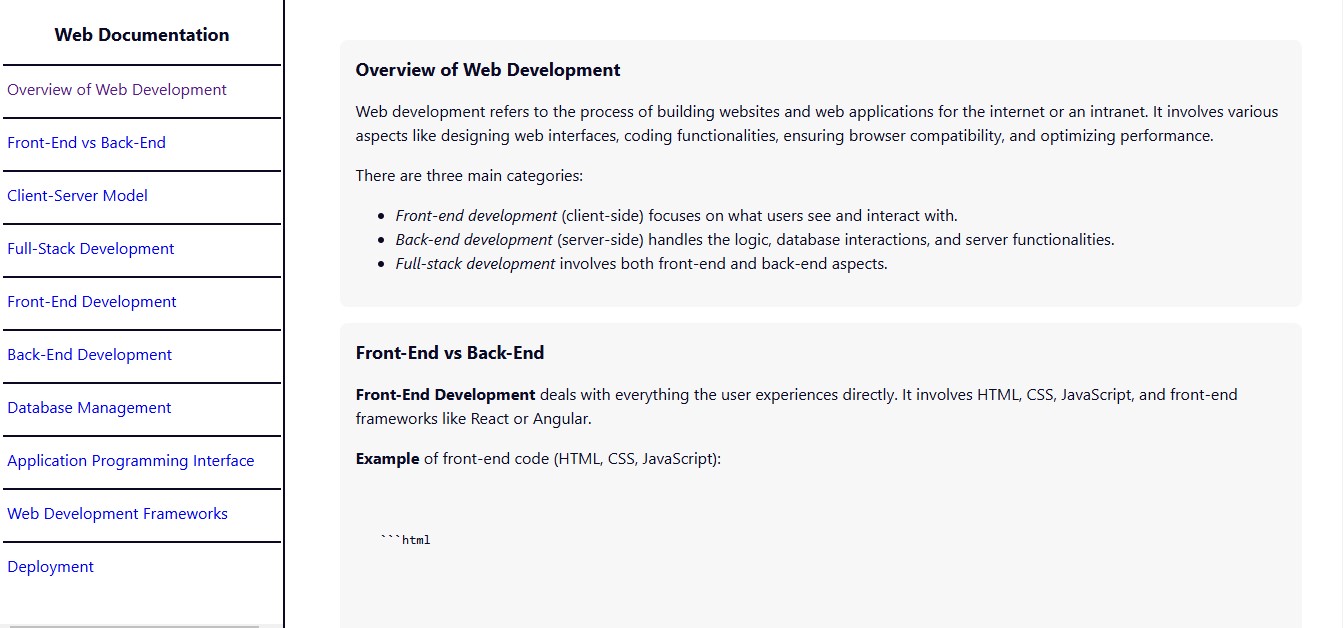 Web Documentation
Overview of Web Development
Front-End vs Back-End
Client-Server Model
Full-Stack Development
Front-End Development
Back-End Development
Database Management
Application Programming Interface
Web Development Frameworks
Deployment
Overview of Web Development
Web development refers to the process of building websites and web applications for the internet or an intranet. It involves various
aspects like designing web interfaces, coding functionalities, ensuring browser compatibility, and optimizing performance.
There are three main categories:
• Front-end development (client-side) focuses on what users see and interact with.
• Back-end development (server-side) handles the logic, database interactions, and server functionalities.
• Full-stack development involves both front-end and back-end aspects.
Front-End vs Back-End
Front-End Development deals with everything the user experiences directly. It involves HTML, CSS, JavaScript, and front-end
frameworks like React or Angular.
Example of front-end code (HTML, CSS, JavaScript):
```html